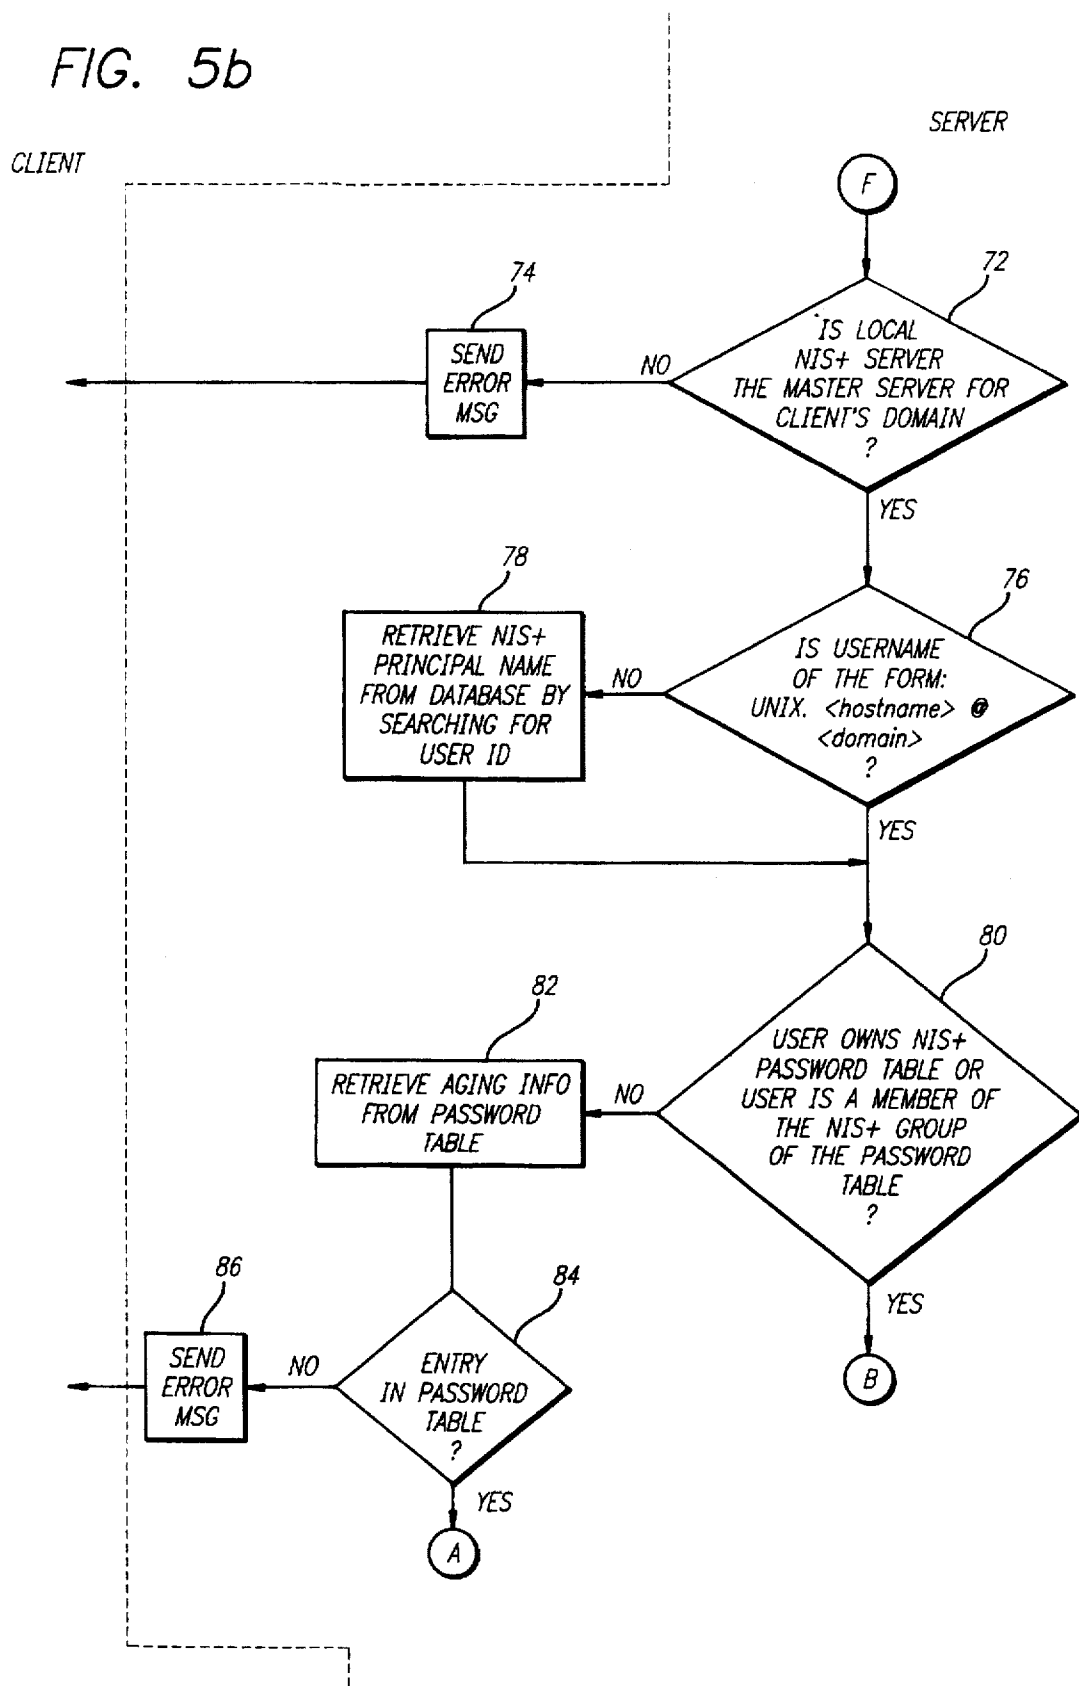 FIG. 5b
SERVER
CLIENT
F
72
74
IS LOCAL
NIS+ SERVER
THE MASTER SERVER FOR
CLIENT'S DOMAIN
?
NO
SEND
ERROR
MSG
YES
78
76
RETRIEVE NIS+
PRINCIPAL NAME
FROM DATABASE BY
SEARCHING FOR
USER ID
NO
IS USERNAME
OF THE FORM:
UNIX. <hostname> @
<domain>
?
YES
80
82
USER OWNS NIS+
PASSWORD TABLE OR
USER IS A MEMBER OF
THE NIS+ GROUP
OF THE PASSWORD
TABLE
?
NO
RETRIEVE AGING INFO
FROM PASSWORD
TABLE
86
84
YES
SEND
ERROR
MSG
NO
ENTRY
IN PASSWORD
TABLE
?
B
YES
A